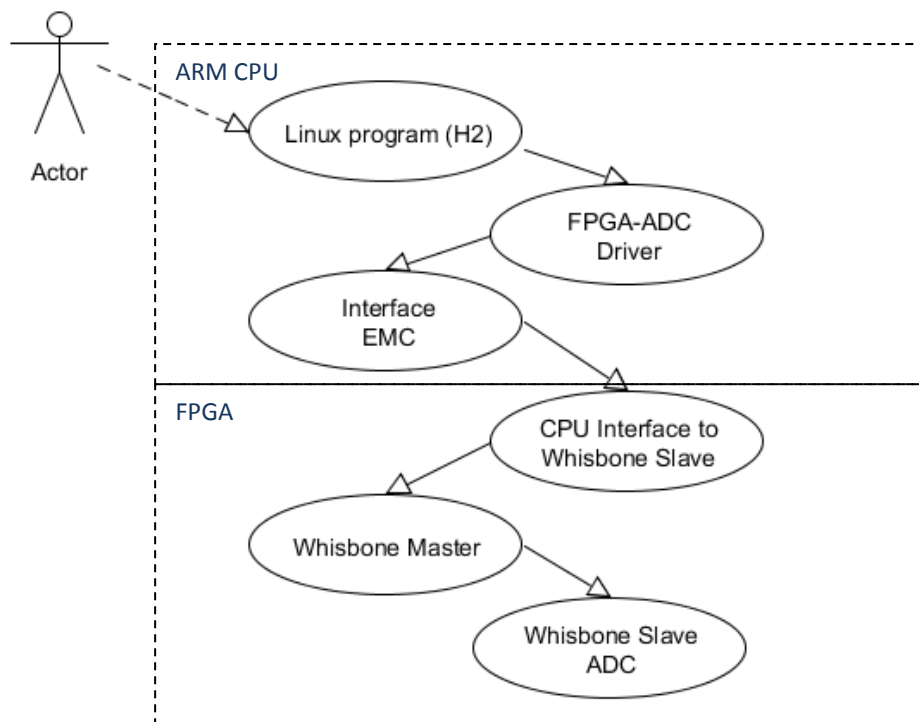 ARM CPU
Linux program (H2)
Actor
FPGA-ADC
Driver
Interface
EMC
FPGA
CPU Interface to
Whisbone Slave
Whisbone Master
Whisbone Slave
ADC